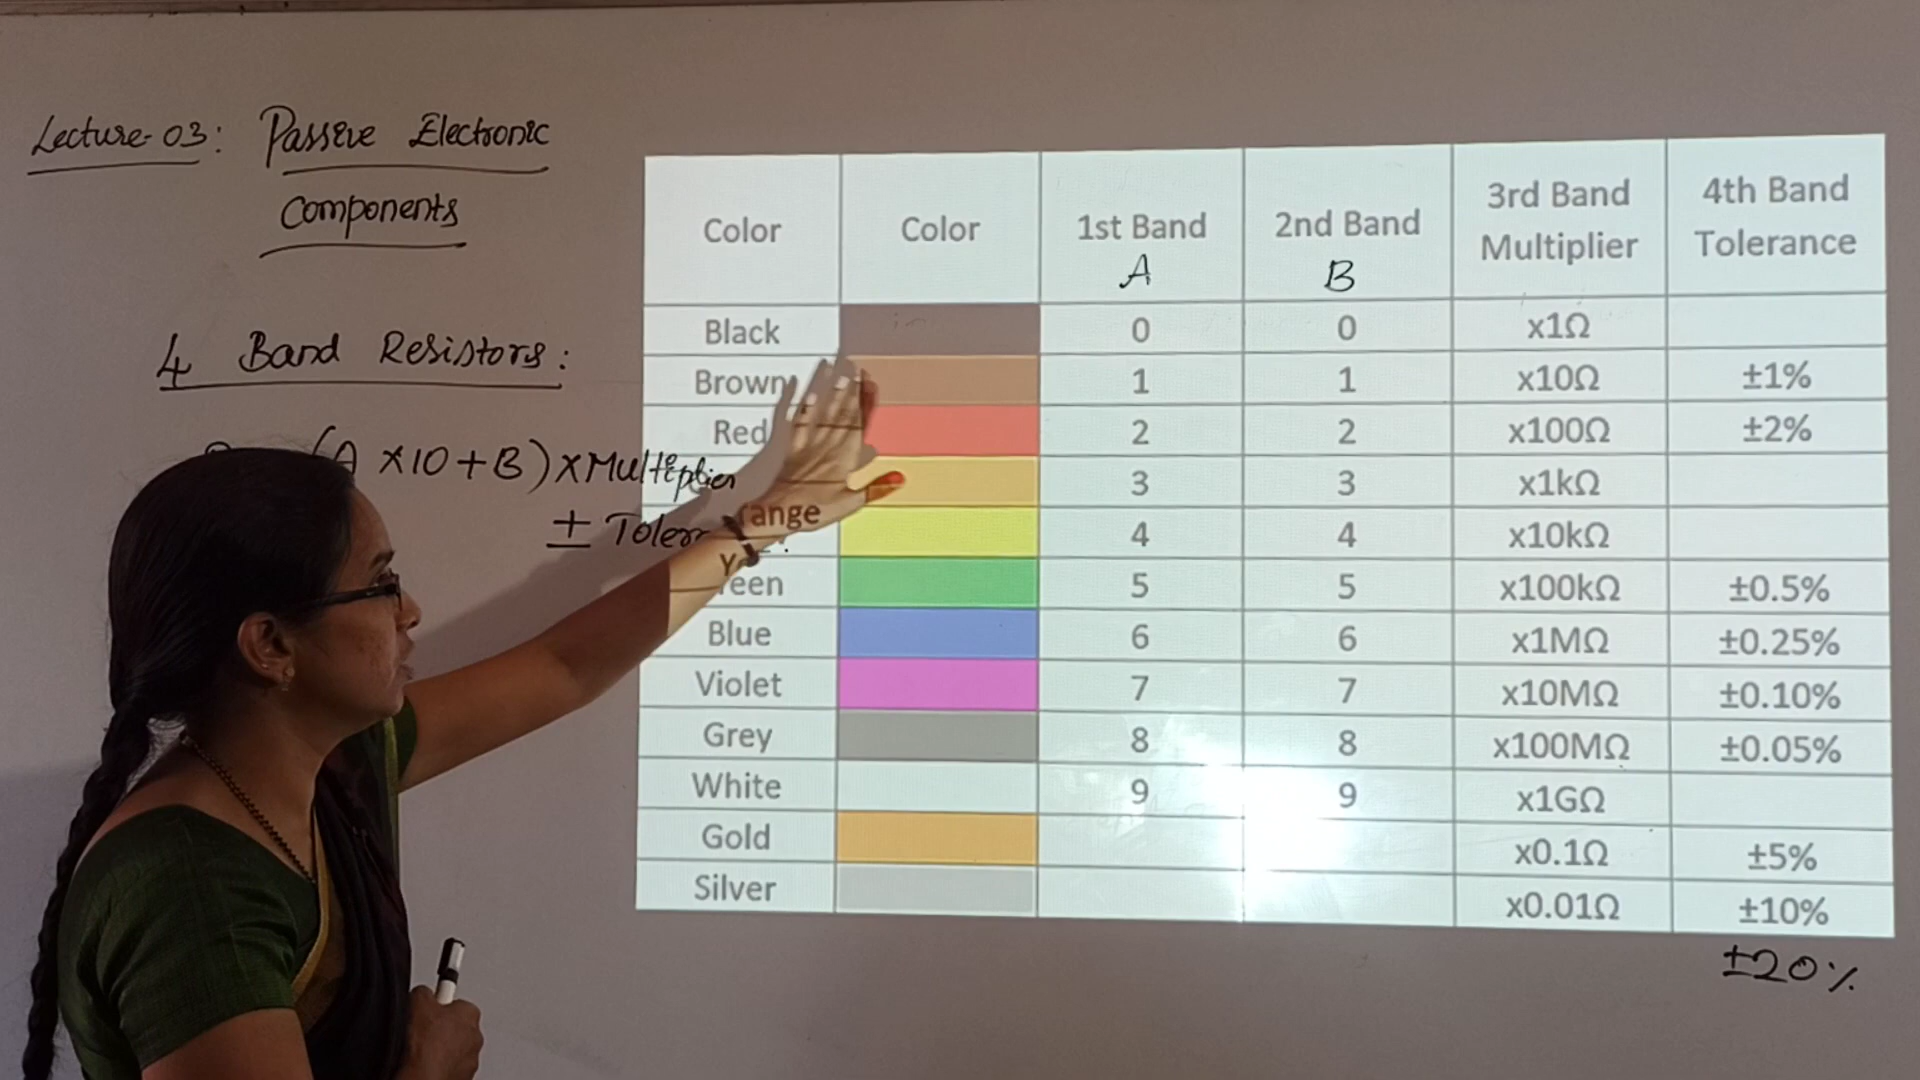 Lecture-03: Passive Electronic
Components
4 Band Resistors:
(A ×10+B)×Multiplier
±
Color Color 1st Band A 2nd Band B 3rd Band Multiplier 4th Band Tolerance
Black 0 0 x1Ω
Brown 1 1 x10Ω ±1%
Red 2 2 x100Ω ±2%
3 3 x1kΩ
4 4 x10kΩ
5 5 x100kΩ ±0.5%
Blue 6 6 x1MΩ ±0.25%
Violet 7 7 x10MΩ ±0.10%
Grey 8 8 x100MΩ ±0.05%
White 9 9 x1GΩ
Gold x0.1Ω ±5%
Silver x0.01Ω ±10%
±20%